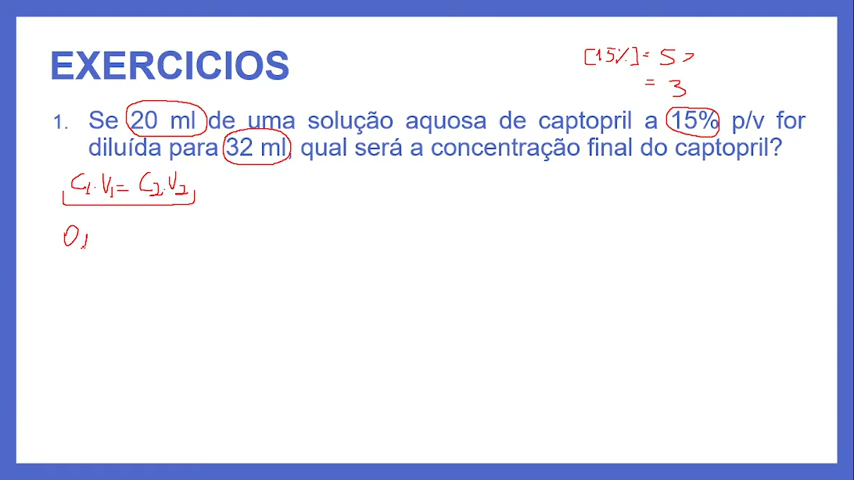 EXERCICIOS
[15%] = 5 >
= 3
1. Se 20 ml de uma solução aquosa de captopril a 15% p/v for
diluída para 32 ml, qual será a concentração final do captopril?
C1.V1 = C2.V2
0,